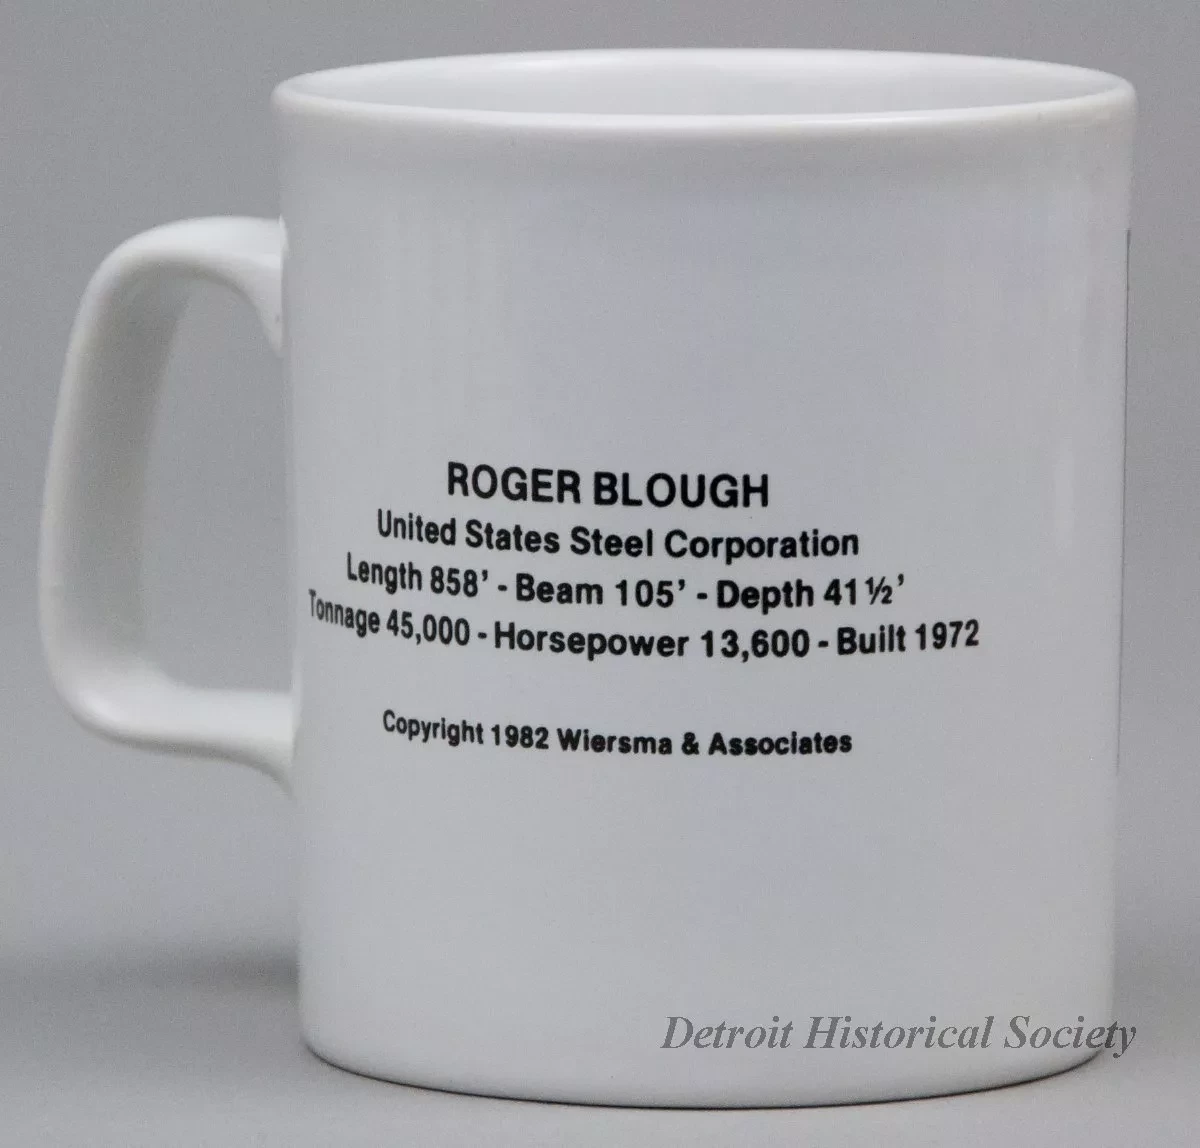 ROGER BLOUGH
United States Steel Corporation
Length 858' - Beam 105' - Depth 41½'
Tonnage 45,000 - Horsepower 13,600 - Built 1972
Copyright 1982 Wiersma & Associates
Detroit Historical Society